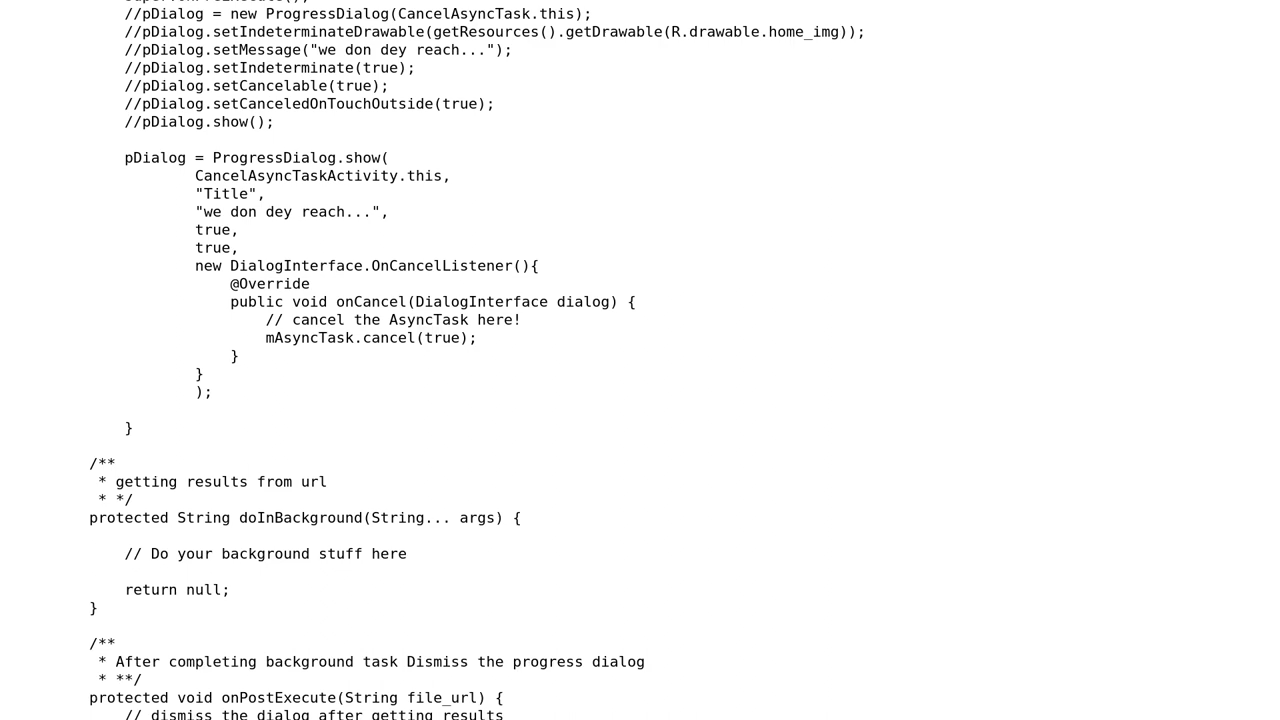 //pDialog = new ProgressDialog(CancelAsyncTask.this);
//pDialog.setIndeterminateDrawable(getResources().getDrawable(R.drawable.home_img));
//pDialog.setMessage("we don dey reach...");
//pDialog.setIndeterminate(true);
//pDialog.setCancelable(true);
//pDialog.setCanceledOnTouchOutside(true);
//pDialog.show();
pDialog = ProgressDialog.show(
CancelAsyncTaskActivity.this,
"Title",
"we don dey reach...",
true,
true,
new DialogInterface.OnCancelListener(){
@Override
public void onCancel(DialogInterface dialog) {
// cancel the AsyncTask here!
mAsyncTask.cancel(true);
}
}
);
}
/**
* getting results from url
* */
protected String doInBackground(String... args) {
// Do your background stuff here
return null;
}
/**
* After completing background task Dismiss the progress dialog
* **/
protected void onPostExecute(String file_url) {
// dismiss the dialog after getting results